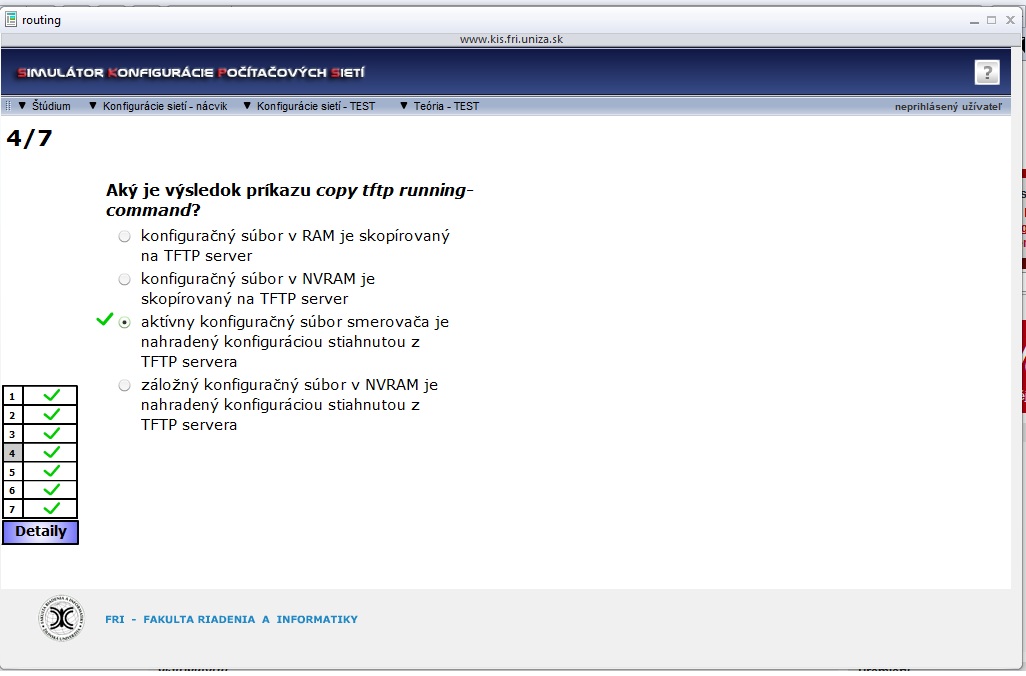 routing
www.kis.fri.uniza.sk
SIMULÁTOR KONFIGURÁCIE POČÍTAČOVÝCH SIETÍ
?
▼ Štúdium ▼ Konfigurácie sietí - nácvik ▼ Konfigurácie sietí - TEST ▼ Teória - TEST neprihlásený užívateľ
4/7
Aký je výsledok príkazu copy tftp running-
command?
konfiguračný súbor v RAM je skopírovaný
na TFTP server
konfiguračný súbor v NVRAM je
skopírovaný na TFTP server
aktívny konfiguračný súbor smerovača je
nahradený konfiguráciou stiahnutou z
TFTP servera
záložný konfiguračný súbor v NVRAM je
nahradený konfiguráciou stiahnutou z
TFTP servera
1
2
3
4
5
6
7
Detaily
FRI - FAKULTA RIADENIA A INFORMATIKY